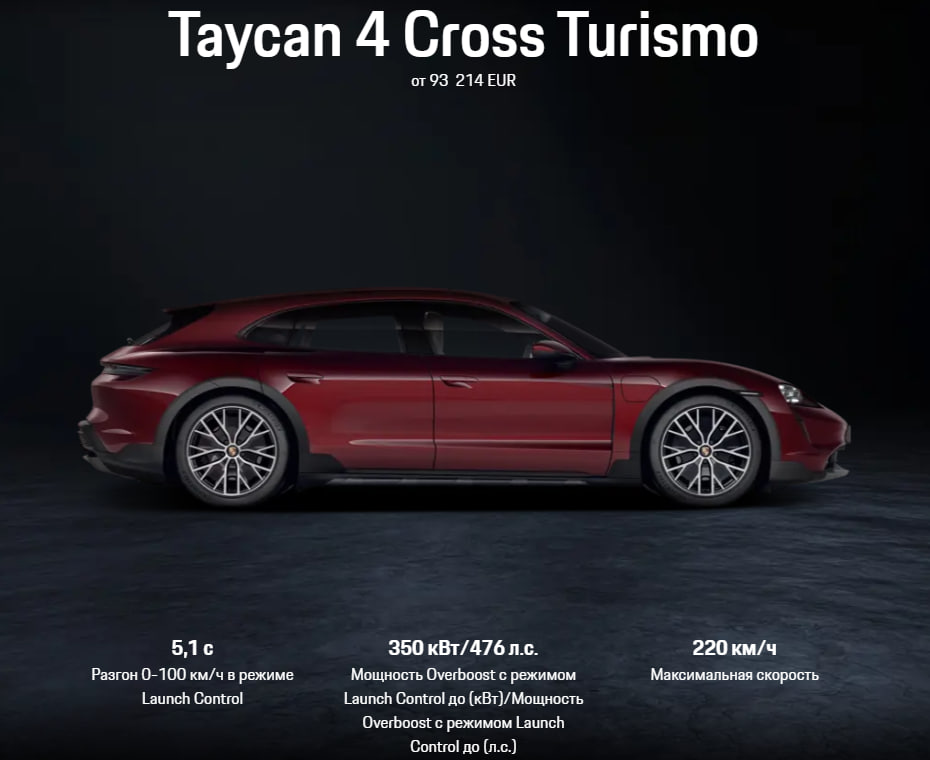 Taycan 4 Cross Turismo
от 93 214 EUR
5,1 с
Разгон 0-100 км/ч в режиме
Launch Control
350 кВт/476 л.с.
Мощность Overboost с режимом
Launch Control до (кВт)/Мощность
Overboost с режимом Launch
Control до (л.с.)
220 км/ч
Максимальная скорость